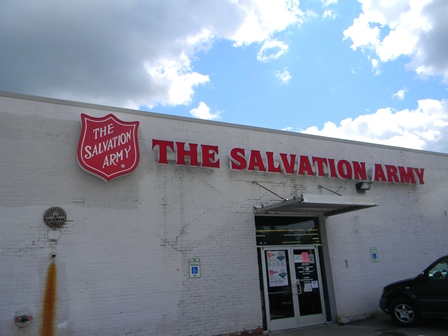 THE
SALVATION
ARMY
THE SALVATION ARMY